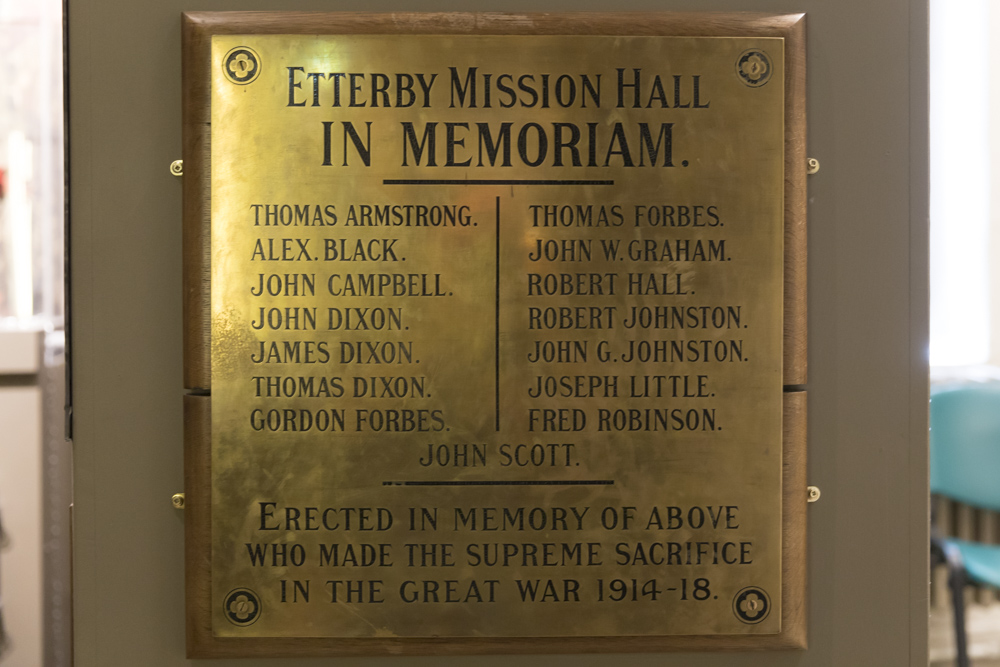 ETTERBY MISSION HALL
IN MEMORIAM.
THOMAS ARMSTRONG.
ALEX. BLACK.
JOHN CAMPBELL.
JOHN DIXON.
JAMES DIXON.
THOMAS DIXON.
GORDON FORBES.
THOMAS FORBES.
JOHN W. GRAHAM.
ROBERT HALL.
ROBERT JOHNSTON.
JOHN G. JOHNSTON.
JOSEPH LITTLE.
FRED ROBINSON.
JOHN SCOTT.
ERECTED IN MEMORY OF ABOVE
WHO MADE THE SUPREME SACRIFICE
IN THE GREAT WAR 1914-18.